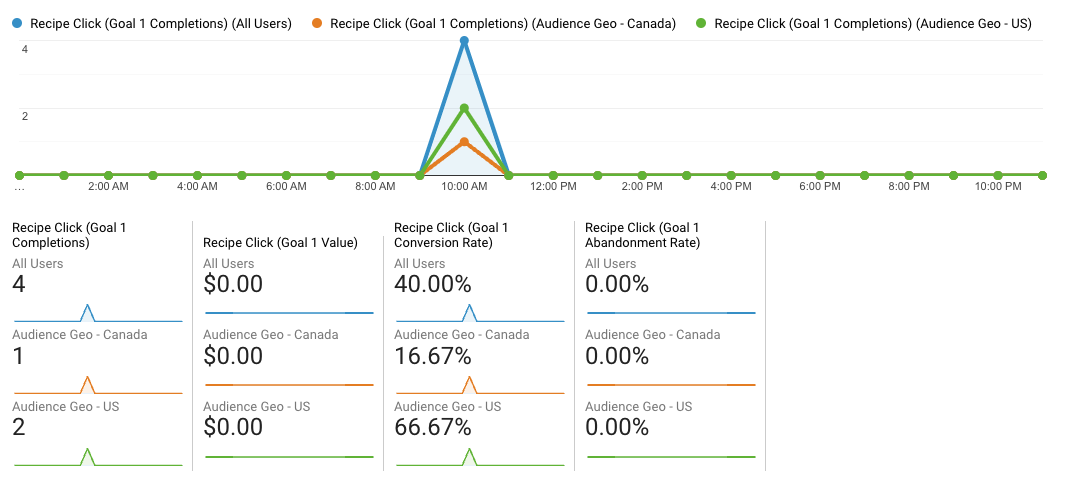 Recipe Click (Goal 1 Completions) (All Users) Recipe Click (Goal 1 Completions) (Audience Geo - Canada) Recipe Click (Goal 1 Completions) (Audience Geo - US)
4
2
... 2:00 AM 4:00 AM 6:00 AM 8:00 AM 10:00 AM 12:00 PM 2:00 PM 4:00 PM 6:00 PM 8:00 PM 10:00 PM
Recipe Click (Goal 1
Completions)
All Users
4
Audience Geo - Canada
1
Audience Geo - US
2
Recipe Click (Goal 1 Value)
All Users
$0.00
Audience Geo - Canada
$0.00
Audience Geo - US
$0.00
Recipe Click (Goal 1
Conversion Rate)
All Users
40.00%
Audience Geo - Canada
16.67%
Audience Geo - US
66.67%
Recipe Click (Goal 1
Abandonment Rate)
All Users
0.00%
Audience Geo - Canada
0.00%
Audience Geo - US
0.00%